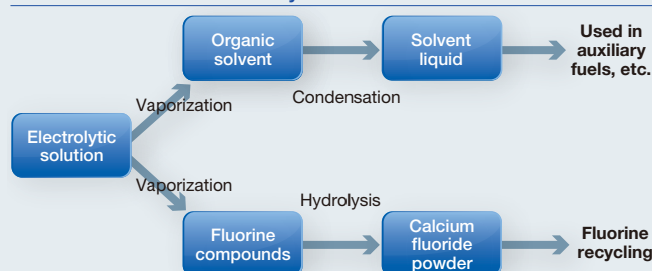 Organic
solvent
Solvent
liquid
Used in
auxiliary
fuels, etc.
Vaporization
Condensation
Electrolytic
solution
Vaporization
Hydrolysis
Fluorine
compounds
Calcium
fluoride
powder
Fluorine
recycling